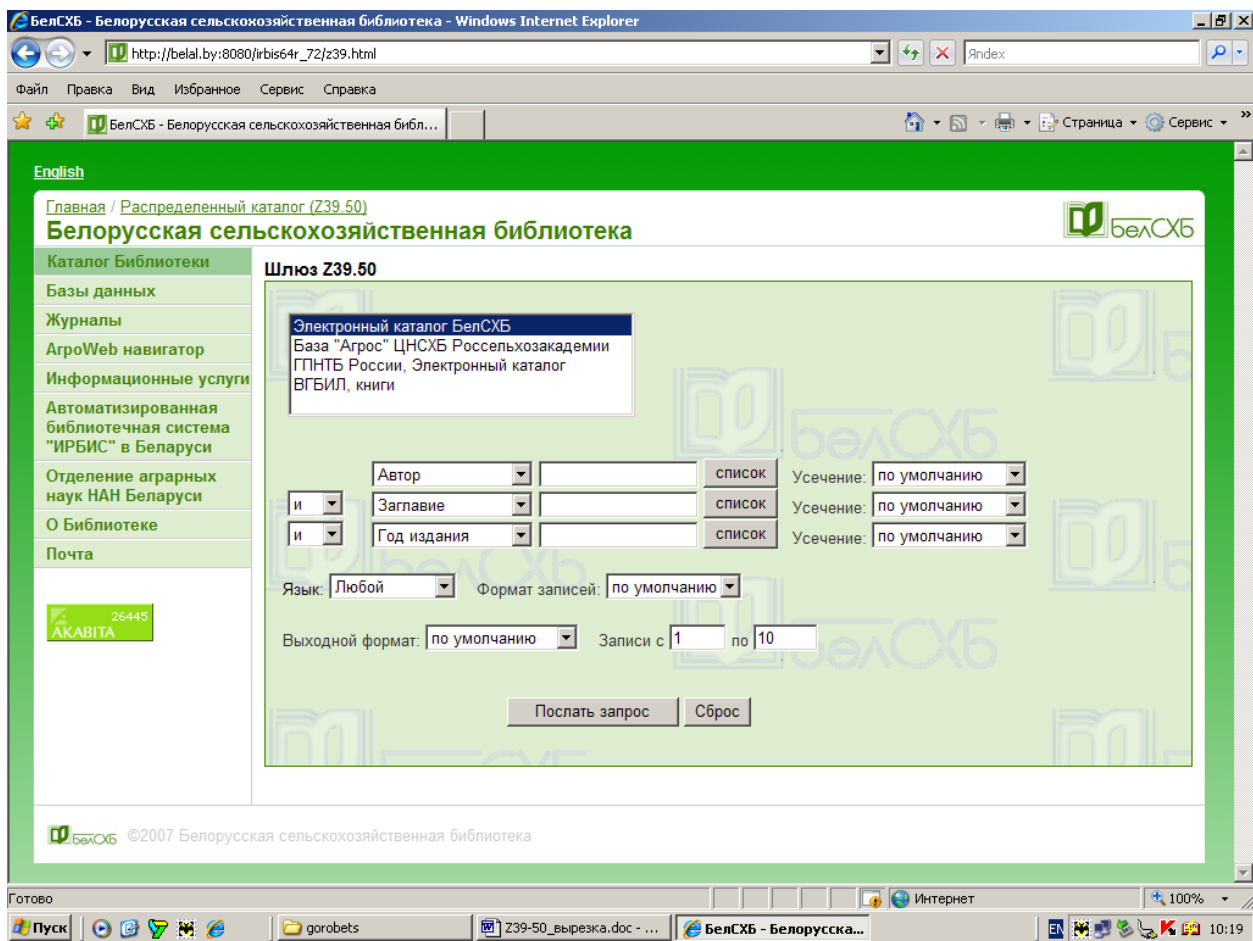 БелСХБ - Белорусская сельскохозяйственная библиотека - Windows Internet Explorer
http://belal.by:8080/irbis64r_72/z39.html
Яndex
Файл Правка Вид Избранное Сервис Справка
БелСХБ - Белорусская сельскохозяйственная библ...
Страница Сервис »
English
Главная / Распределенный каталог (Z39.50)
Белорусская сельскохозяйственная библиотека
БелСХБ
Каталог Библиотеки
Базы данных
Журналы
АгроWeb навигатор
Информационные услуги
Автоматизированная
библиотечная система
"ИРБИС" в Беларуси
Отделение аграрных
наук НАН Беларуси
О Библиотеке
Почта
26445
AKABITA
Шлюз Z39.50
Электронный каталог БелСХБ
База "Агрос" ЦНСХБ Россельхозакадемии
ГПНТБ России, Электронный каталог
ВГБИЛ, книги
Автор список Усечение: по умолчанию
и Заглавие список Усечение: по умолчанию
и Год издания список Усечение: по умолчанию
Язык: Любой Формат записей: по умолчанию
Выходной формат: по умолчанию Записи с 1 по 10
Послать запрос Сброс
БелСХБ ©2007 Белорусская сельскохозяйственная библиотека
Готово Интернет 100%
Пуск gorobets Z39-50_вырезка.doc - ... БелСХБ - Белорусска... EN 10:19